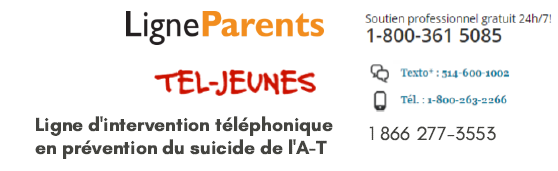 LigneParents
Soutien professionnel gratuit 24h/7
1-800-361 5085
TEL-JEUNES
Texto* : 514-600-1002
Tél. : 1-800-263-2266
Ligne d'intervention téléphonique
en prévention du suicide de l'A-T
1 866 277-3553